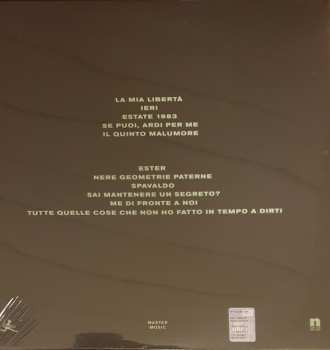 LA MIA LIBERTÀ
IERI
ESTATE 1983
SE PUOI, ARDI PER ME
IL QUINTO MALUMORE
ESTER
NERE GEOMETRIE PATERNE
SPAVALDO
SAI MANTENERE UN SEGRETO?
ME DI FRONTE A NOI
TUTTE QUELLE COSE CHE NON HO FATTO IN TEMPO A DIRTI
MASTER
MUSIC